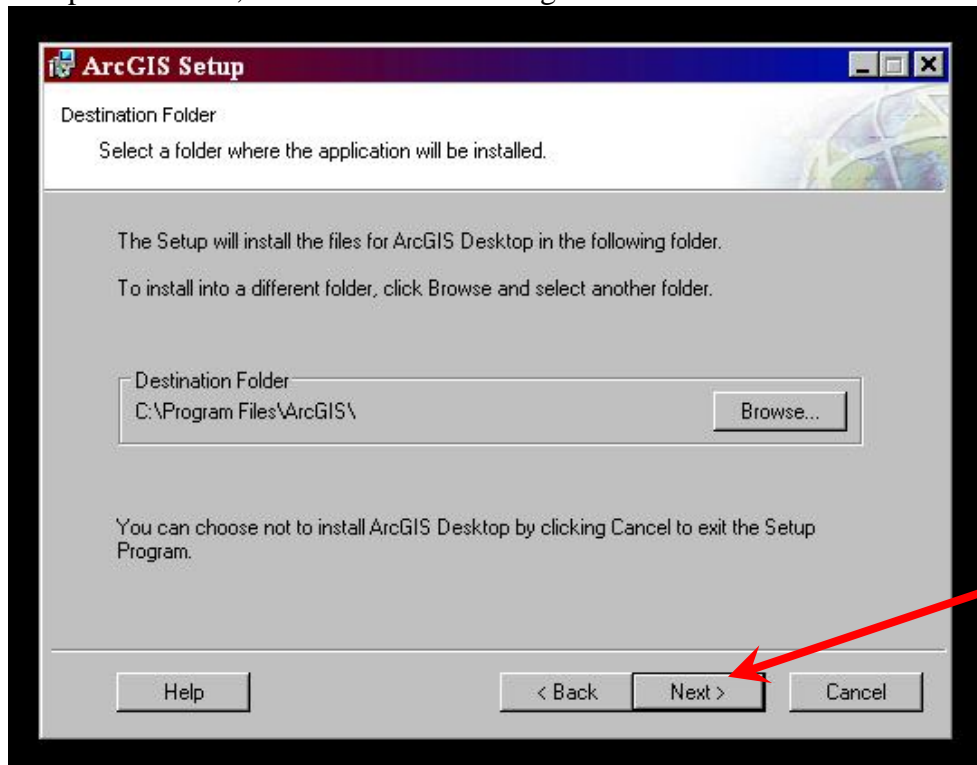 ArcGIS Setup
Destination Folder
Select a folder where the application will be installed.
The Setup will install the files for ArcGIS Desktop in the following folder.
To install into a different folder, click Browse and select another folder.
Destination Folder
C:\Program Files\ArcGIS\
Browse...
You can choose not to install ArcGIS Desktop by clicking Cancel to exit the Setup
Program.
Help
< Back
Next >
Cancel